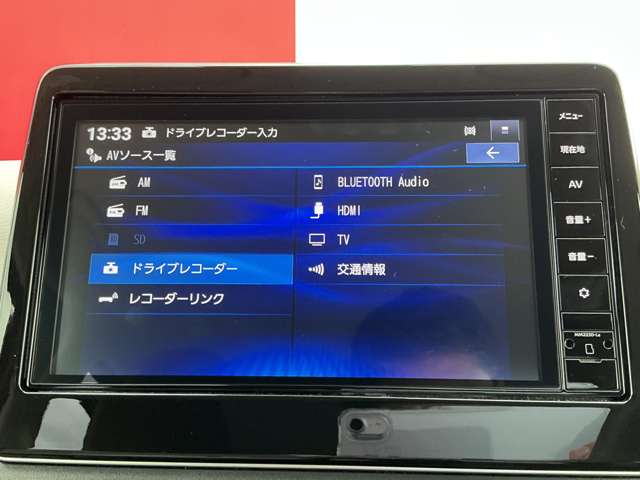 13:33 ドライブレコーダー入力
AVソース一覧
AM
FM
SD
ドライブレコーダー
レコーダーリンク
BLUETOOTH Audio
HDMI
TV
交通情報
メニュー
現在地
AV
音量+
音量-
MM223D-Le